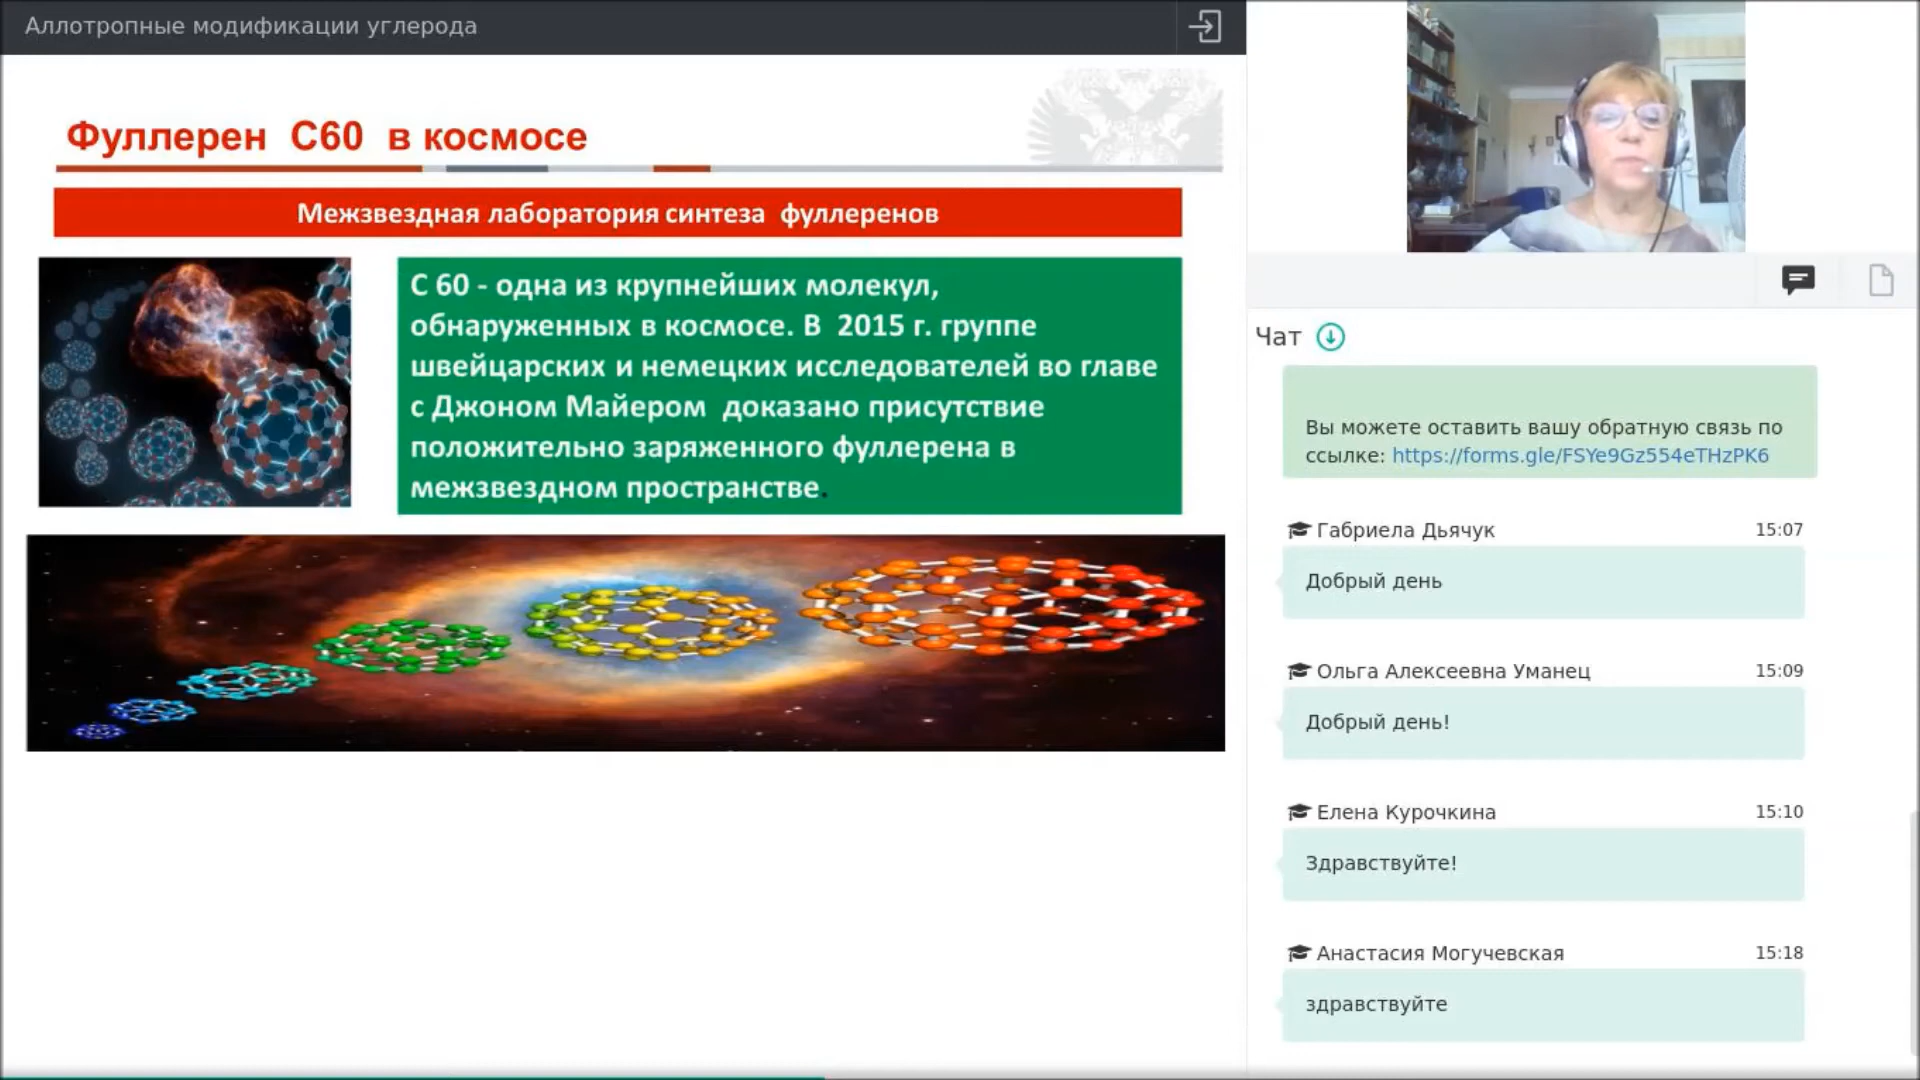 Аллотропные модификации углерода
Фуллерен С60 в космосе
Межзвездная лаборатория синтеза фуллеренов
С 60 - одна из крупнейших молекул,
обнаруженных в космосе. В 2015 г. группе
швейцарских и немецких исследователей во главе
с Джоном Майером доказано присутствие
положительно заряженного фуллерена в
межзвездном пространстве.
Чат
Вы можете оставить вашу обратную связь по
ссылке: https://forms.gle/FSYe9Gz554eTHzPK6
Габриела Дьячук 15:07
Добрый день
Ольга Алексеевна Уманец 15:09
Добрый день!
Елена Курочкина 15:10
Здравствуйте!
Анастасия Могучевская 15:18
здравствуйте